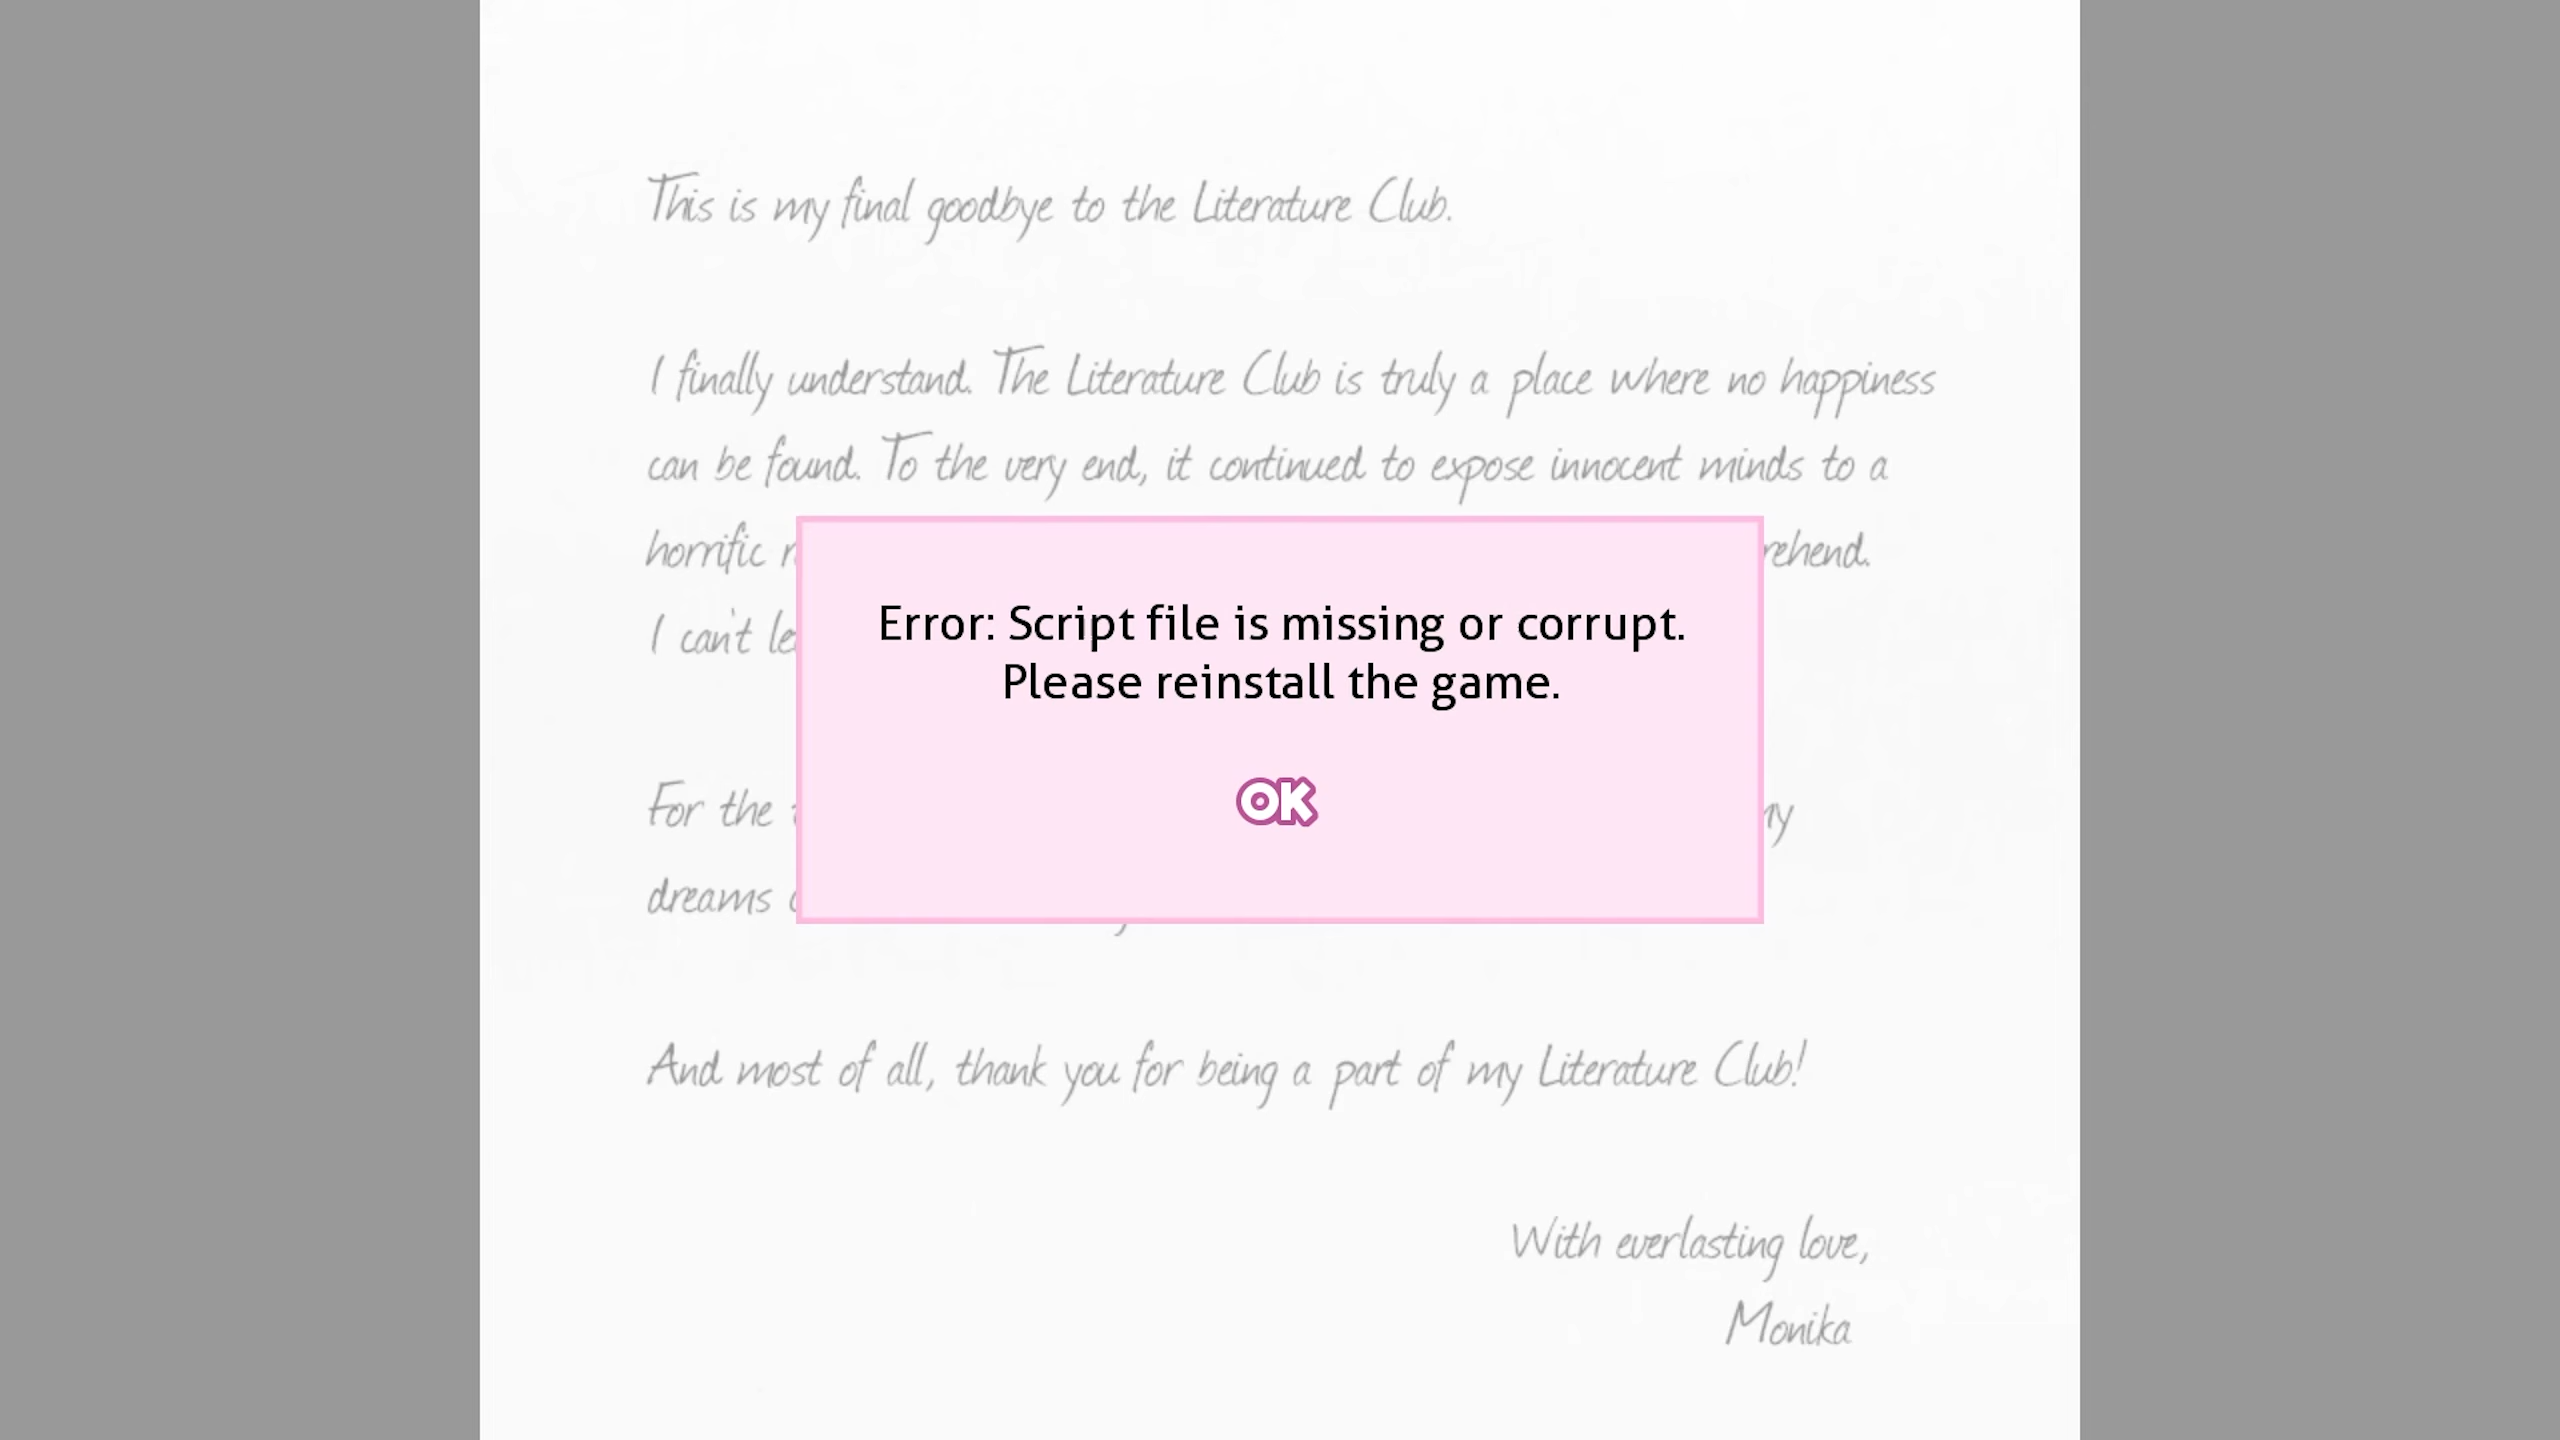 This is my final goodbye to the Literature Club.
I finally understand. The Literature Club is truly a place where no happiness
can be found. To the very end, it continued to expose innocent minds to a
horrific
I can't
For the
dreams
Error: Script file is missing or corrupt.
Please reinstall the game.
OK
And most of all, thank you for being a part of my Literature Club!
With everlasting love,
Monika